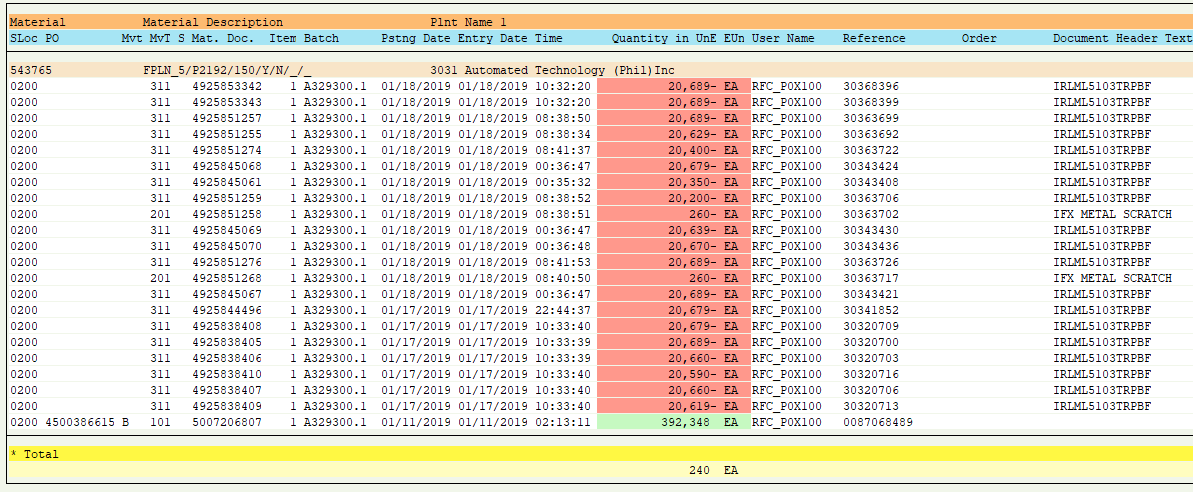 Material Material Description Plnt Name 1
SLoc PO Mvt MvT S Mat. Doc. Item Batch Pstng Date Entry Date Time Quantity in UnE EUn User Name Reference Order Document Header Text
543765 FPLN_5/P2192/150/Y/N/_/_ 3031 Automated Technology (Phil)Inc
0200 311 4925853342 1 A329300.1 01/18/2019 01/18/2019 10:32:20 20,689- EA RFC_P0X100 30368396 IRLML5103TRPBF
0200 311 4925853343 1 A329300.1 01/18/2019 01/18/2019 10:32:20 20,689- EA RFC_P0X100 30368399 IRLML5103TRPBF
0200 311 4925851257 1 A329300.1 01/18/2019 01/18/2019 08:38:50 20,689- EA RFC_P0X100 30363699 IRLML5103TRPBF
0200 311 4925851255 1 A329300.1 01/18/2019 01/18/2019 08:38:34 20,629- EA RFC_P0X100 30363692 IRLML5103TRPBF
0200 311 4925851274 1 A329300.1 01/18/2019 01/18/2019 08:41:37 20,400- EA RFC_P0X100 30363722 IRLML5103TRPBF
0200 311 4925845068 1 A329300.1 01/18/2019 01/18/2019 00:36:47 20,679- EA RFC_P0X100 30343424 IRLML5103TRPBF
0200 311 4925845061 1 A329300.1 01/18/2019 01/18/2019 00:35:32 20,350- EA RFC_P0X100 30343408 IRLML5103TRPBF
0200 311 4925851259 1 A329300.1 01/18/2019 01/18/2019 08:38:52 20,200- EA RFC_P0X100 30363706 IRLML5103TRPBF
0200 201 4925851258 1 A329300.1 01/18/2019 01/18/2019 08:38:51 260- EA RFC_P0X100 30363702 IFX METAL SCRATCH
0200 311 4925845069 1 A329300.1 01/18/2019 01/18/2019 00:36:47 20,639- EA RFC_P0X100 30343430 IRLML5103TRPBF
0200 311 4925845070 1 A329300.1 01/18/2019 01/18/2019 00:36:48 20,670- EA RFC_P0X100 30343436 IRLML5103TRPBF
0200 311 4925851276 1 A329300.1 01/18/2019 01/18/2019 08:41:53 20,689- EA RFC_P0X100 30363726 IRLML5103TRPBF
0200 201 4925851268 1 A329300.1 01/18/2019 01/18/2019 08:40:50 260- EA RFC_P0X100 30363717 IFX METAL SCRATCH
0200 311 4925845067 1 A329300.1 01/18/2019 01/18/2019 00:36:47 20,689- EA RFC_P0X100 30343421 IRLML5103TRPBF
0200 311 4925844496 1 A329300.1 01/17/2019 01/17/2019 22:44:37 20,679- EA RFC_P0X100 30341852 IRLML5103TRPBF
0200 311 4925838408 1 A329300.1 01/17/2019 01/17/2019 10:33:40 20,679- EA RFC_P0X100 30320709 IRLML5103TRPBF
0200 311 4925838405 1 A329300.1 01/17/2019 01/17/2019 10:33:39 20,689- EA RFC_P0X100 30320700 IRLML5103TRPBF
0200 311 4925838406 1 A329300.1 01/17/2019 01/17/2019 10:33:39 20,660- EA RFC_P0X100 30320703 IRLML5103TRPBF
0200 311 4925838410 1 A329300.1 01/17/2019 01/17/2019 10:33:40 20,590- EA RFC_P0X100 30320716 IRLML5103TRPBF
0200 311 4925838407 1 A329300.1 01/17/2019 01/17/2019 10:33:40 20,660- EA RFC_P0X100 30320706 IRLML5103TRPBF
0200 311 4925838409 1 A329300.1 01/17/2019 01/17/2019 10:33:40 20,619- EA RFC_P0X100 30320713 IRLML5103TRPBF
0200 4500386615 B 101 5007206807 1 A329300.1 01/11/2019 01/11/2019 02:13:11 392,348 EA RFC_P0X100 0087068489
* Total
240 EA